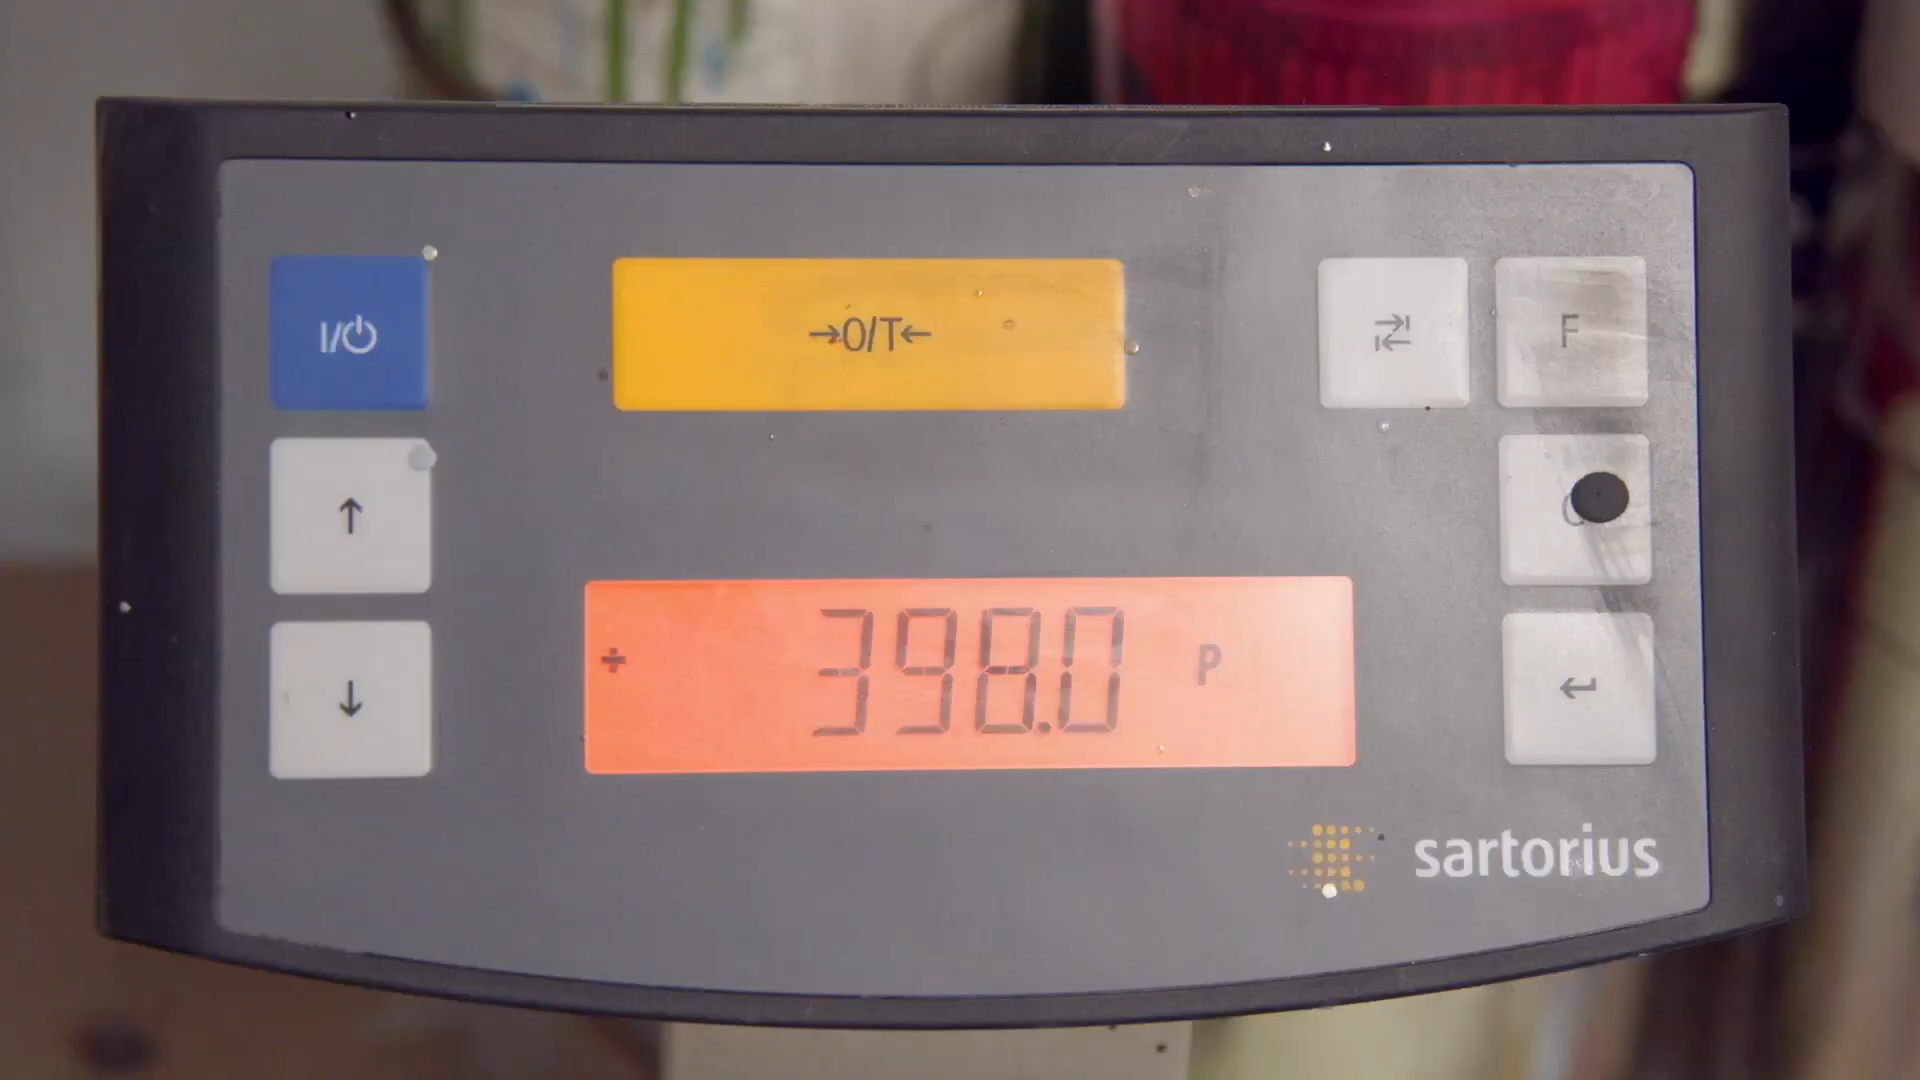 I/⏻ →0/T← F
↑ C
+ 398.0 P
↓ ↵
sartorius